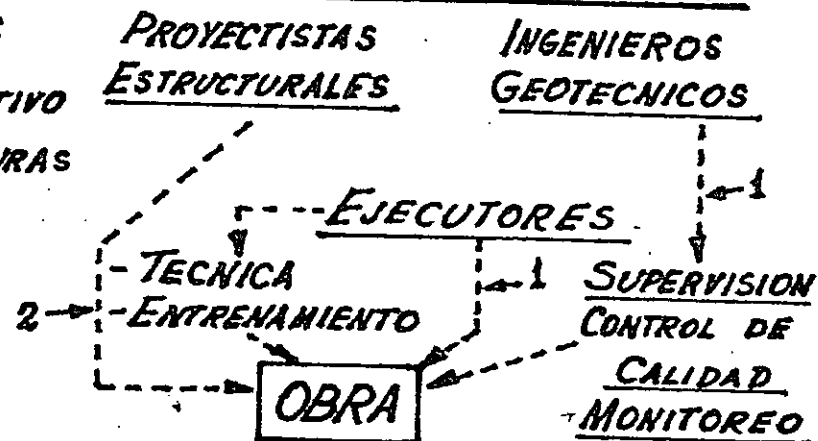 PROYECTISTAS
ESTRUCTURALES
INGENIEROS
GEOTECNICOS
1
EJECUTORES
- TECNICA
- ENTRENAMIENTO
2
1
SUPERVISION
CONTROL DE
CALIDAD
MONITOREO
OBRA